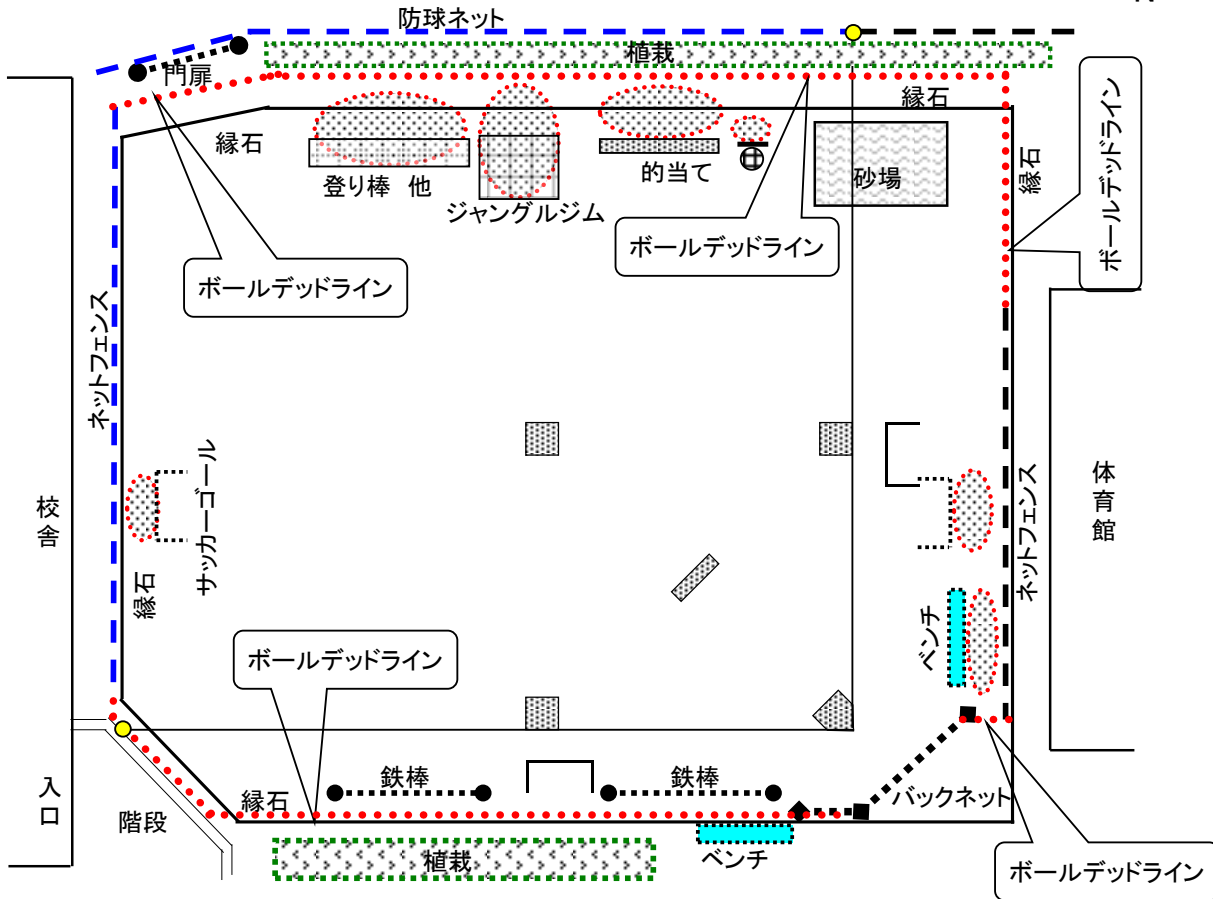 防球ネット
植栽
門扉
縁石
縁石
縁石
登り棒 他
ジャングルジム
的当て
砂場
ボールデッドライン
ボールデッドライン
ボールデッドライン
ネットフェンス
サッカーゴール
校舎
縁石
体育館
ネットフェンス
ベンチ
ボールデッドライン
入口
階段
縁石
鉄棒
鉄棒
バックネット
植栽
ベンチ
ボールデッドライン